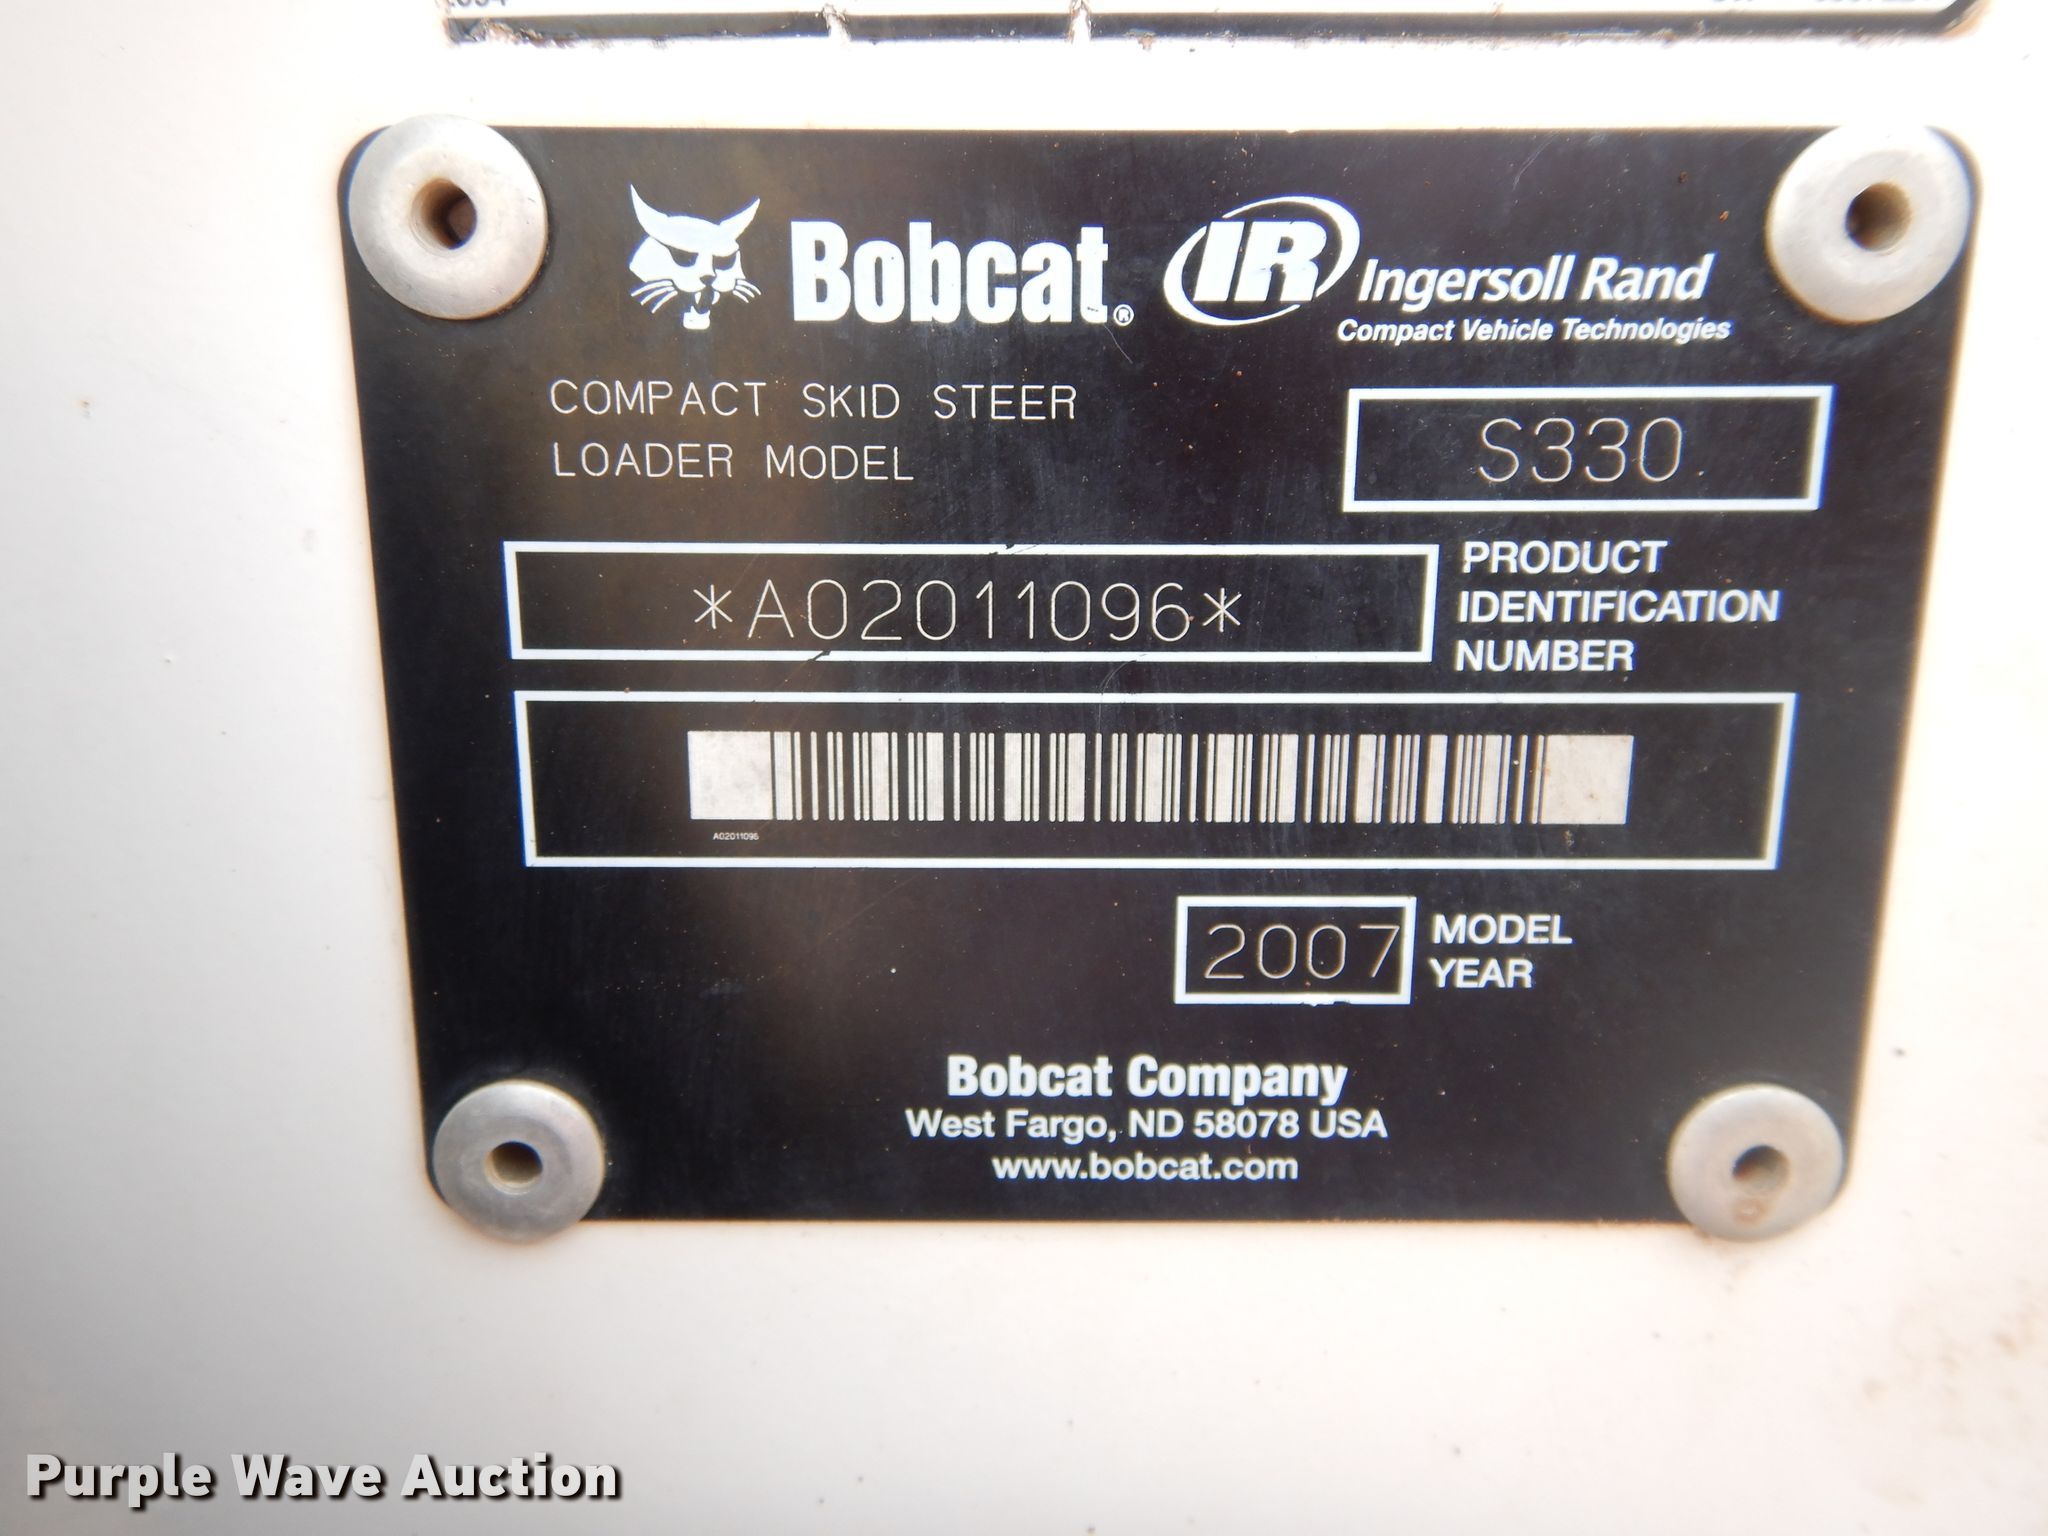 Bobcat®
IR Ingersoll Rand
Compact Vehicle Technologies
COMPACT SKID STEER
LOADER MODEL
S330
*A02011096*
PRODUCT
IDENTIFICATION
NUMBER
A02011096
2007
MODEL
YEAR
Bobcat Company
West Fargo, ND 58078 USA
www.bobcat.com
Purple Wave Auction